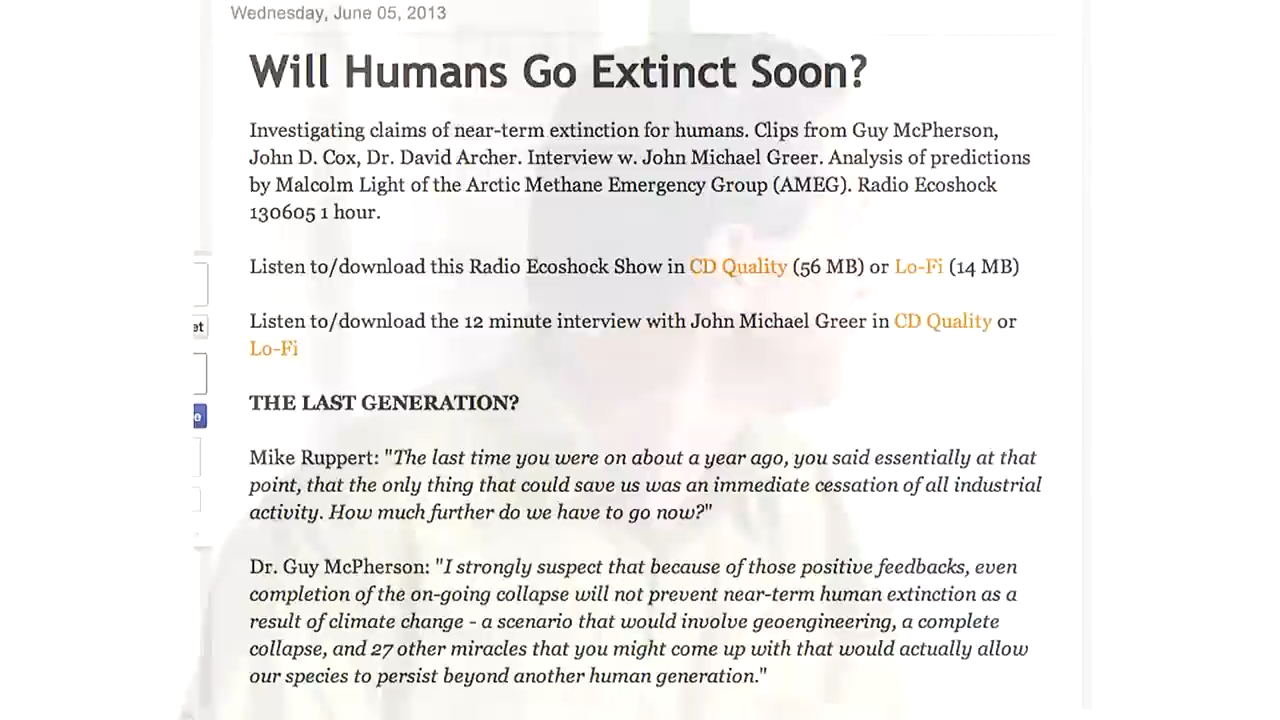 Wednesday, June 05, 2013
Will Humans Go Extinct Soon?
Investigating claims of near-term extinction for humans. Clips from Guy McPherson,
John D. Cox, Dr. David Archer. Interview w. John Michael Greer. Analysis of predictions
by Malcolm Light of the Arctic Methane Emergency Group (AMEG). Radio Ecoshock
130605 1 hour.
Listen to/download this Radio Ecoshock Show in CD Quality (56 MB) or Lo-Fi (14 MB)
Listen to/download the 12 minute interview with John Michael Greer in CD Quality or
Lo-Fi
et
THE LAST GENERATION?
e
Mike Ruppert: "The last time you were on about a year ago, you said essentially at that
point, that the only thing that could save us was an immediate cessation of all industrial
activity. How much further do we have to go now?"
Dr. Guy McPherson: "I strongly suspect that because of those positive feedbacks, even
completion of the on-going collapse will not prevent near-term human extinction as a
result of climate change - a scenario that would involve geoengineering, a complete
collapse, and 27 other miracles that you might come up with that would actually allow
our species to persist beyond another human generation."